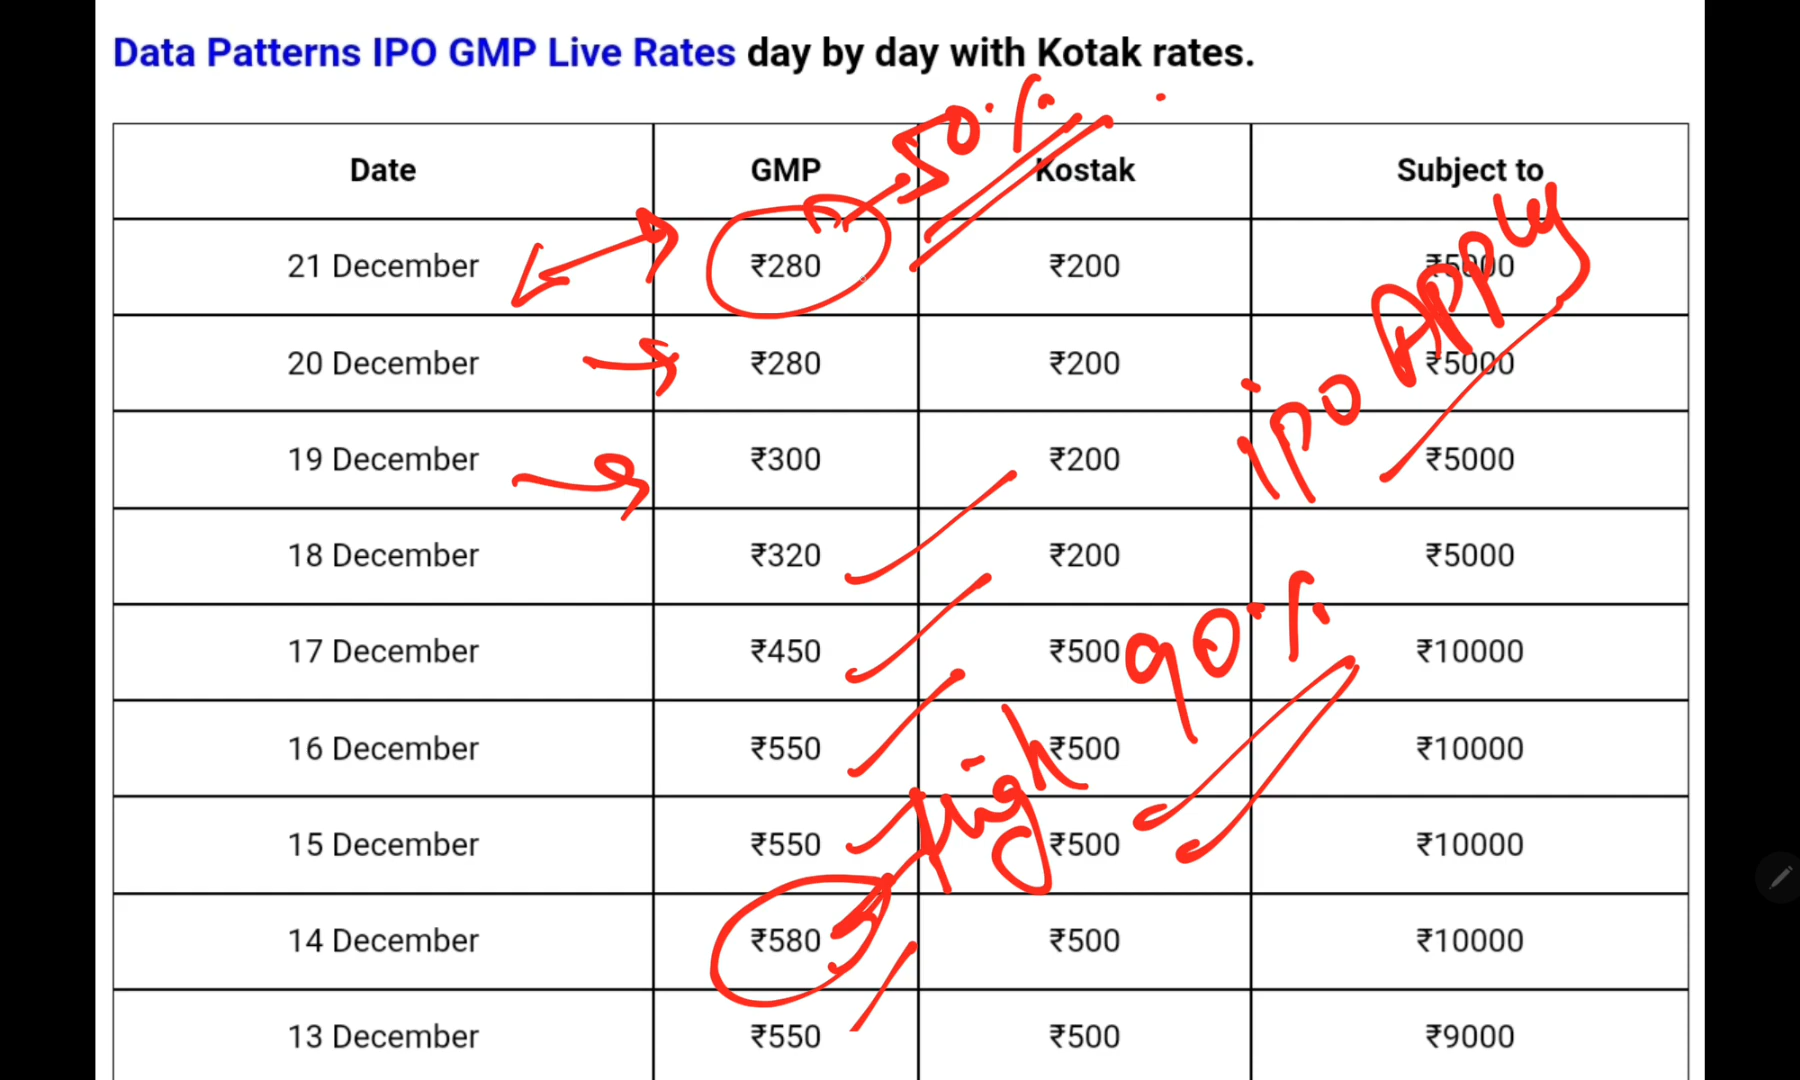 Data Patterns IPO GMP Live Rates day by day with Kotak rates.
50%
Date GMP Kostak Subject to
21 December ₹280 ₹200 ₹5000
20 December ₹280 ₹200 ₹5000
ipo Apply
19 December ₹300 ₹200 ₹5000
18 December ₹320 ₹200 ₹5000
90%
17 December ₹450 ₹500 ₹10000
16 December ₹550 ₹500 ₹10000
High
15 December ₹550 ₹500 ₹10000
14 December ₹580 ₹500 ₹10000
13 December ₹550 ₹500 ₹9000